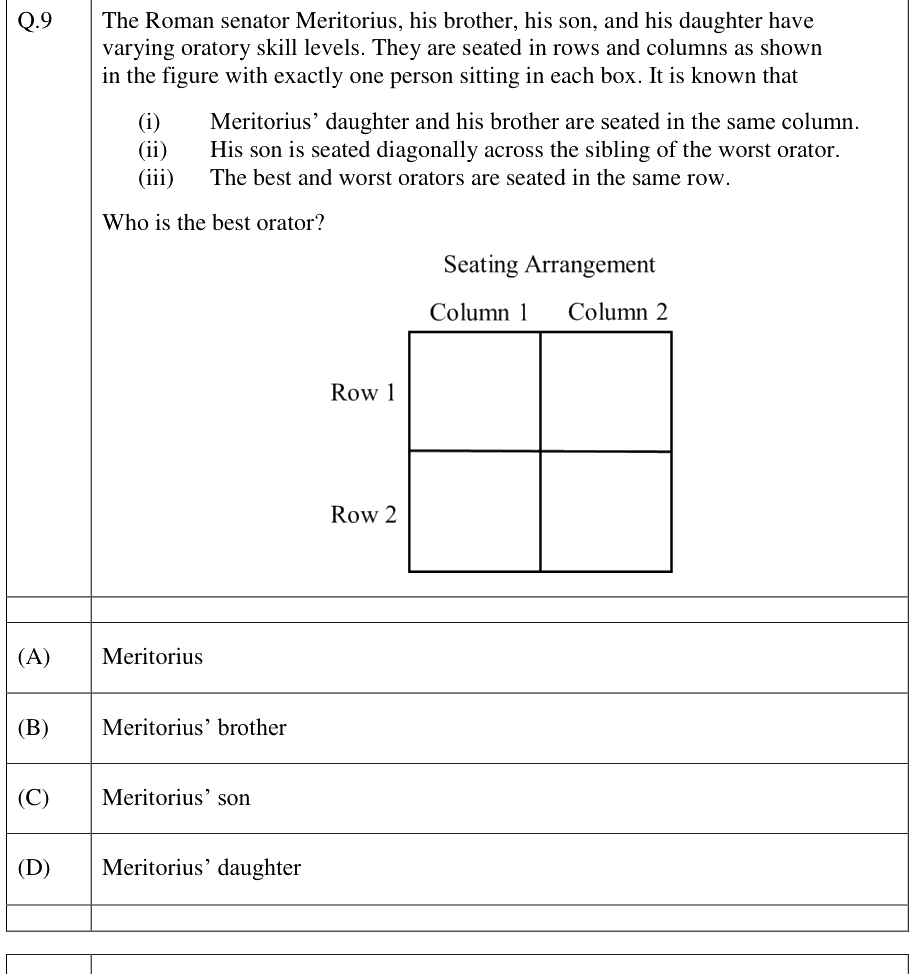 Q.9 The Roman senator Meritorius, his brother, his son, and his daughter have
varying oratory skill levels. They are seated in rows and columns as shown
in the figure with exactly one person sitting in each box. It is known that
(i) Meritorius’ daughter and his brother are seated in the same column.
(ii) His son is seated diagonally across the sibling of the worst orator.
(iii) The best and worst orators are seated in the same row.
Who is the best orator?
Seating Arrangement
Column 1 Column 2
Row 1
Row 2
(A) Meritorius
(B) Meritorius’ brother
(C) Meritorius’ son
(D) Meritorius’ daughter